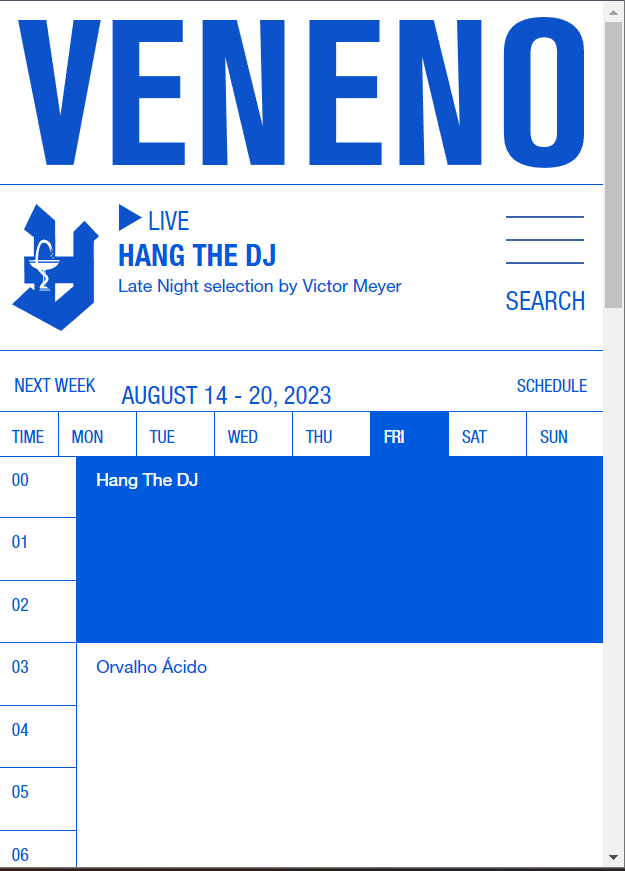 VENENO
LIVE
HANG THE DJ
Late Night selection by Victor Meyer
SEARCH
NEXT WEEK
AUGUST 14 - 20, 2023
SCHEDULE
TIME MON TUE WED THU FRI SAT SUN
00 Hang The DJ
01
02
03 Orvalho Ácido
04
05
06